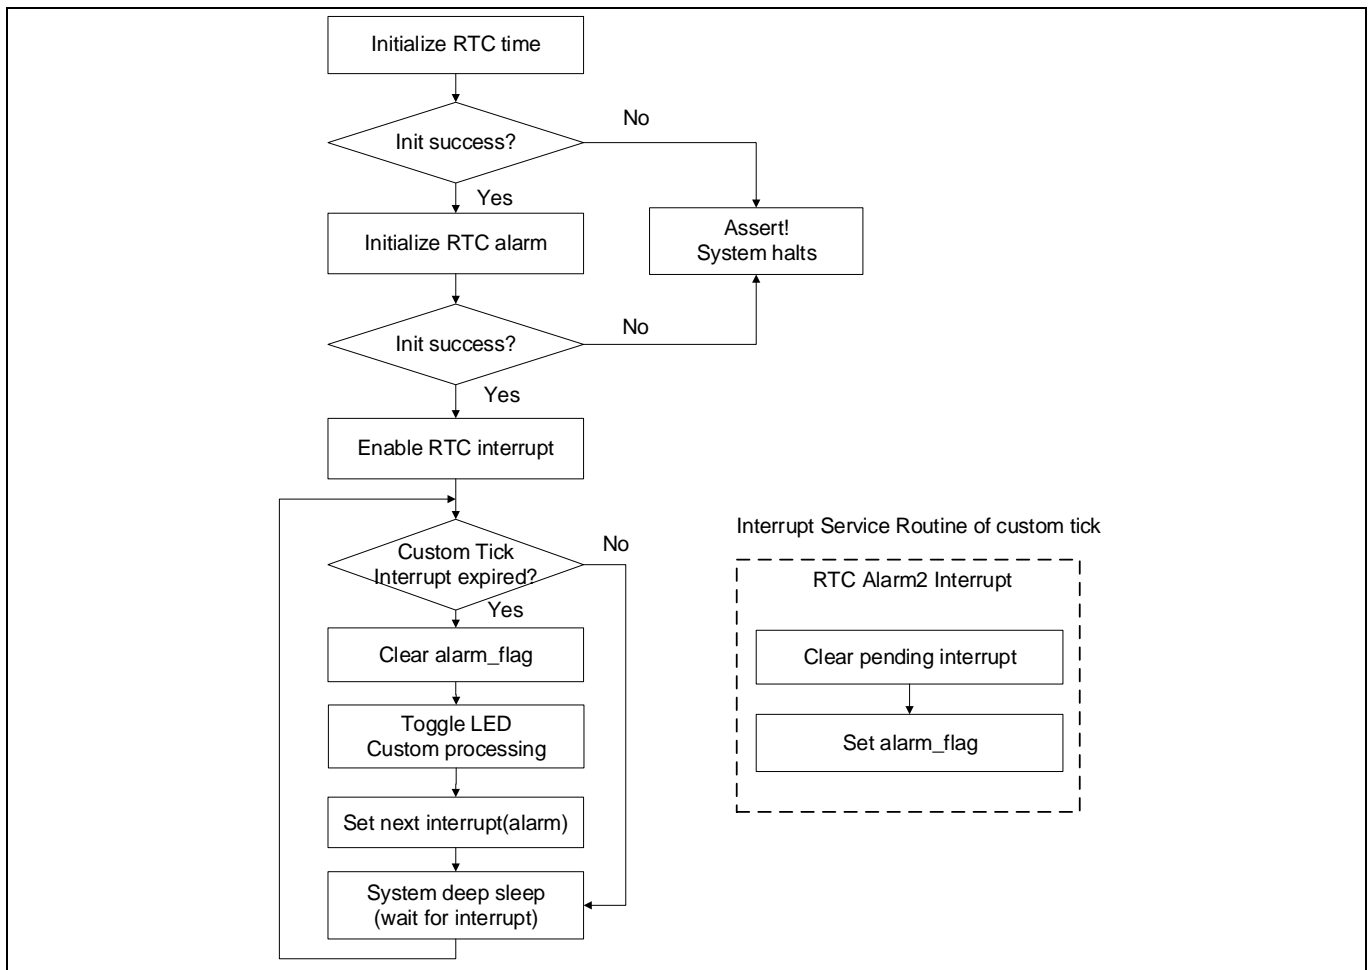 Initialize RTC time
Init success?
No
Yes
Initialize RTC alarm
Assert!
System halts
Init success?
No
Yes
Enable RTC interrupt
Custom Tick
Interrupt expired?
No
Yes
Clear alarm_flag
Toggle LED
Custom processing
Set next interrupt(alarm)
System deep sleep
(wait for interrupt)
Interrupt Service Routine of custom tick
RTC Alarm2 Interrupt
Clear pending interrupt
Set alarm_flag